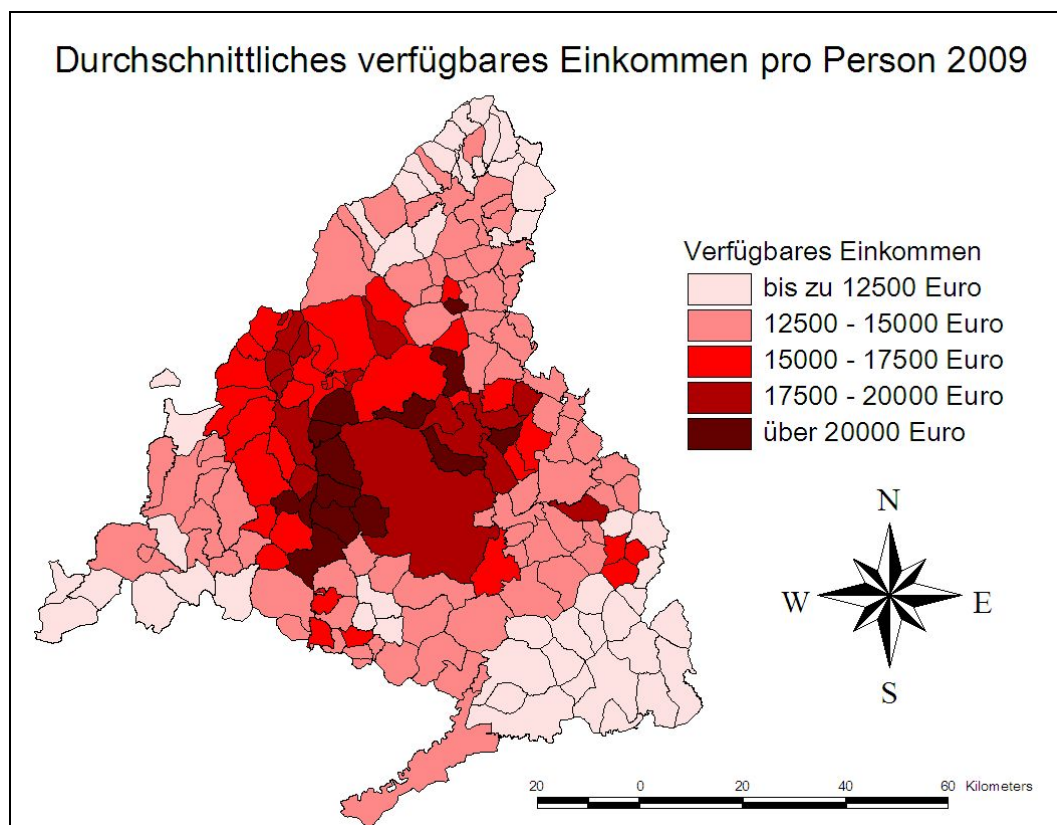 Durchschnittliches verfügbares Einkommen pro Person 2009
Verfügbares Einkommen
bis zu 12500 Euro
12500 - 15000 Euro
15000 - 17500 Euro
17500 - 20000 Euro
über 20000 Euro
N
W
E
S
20 0 20 40 60 Kilometers